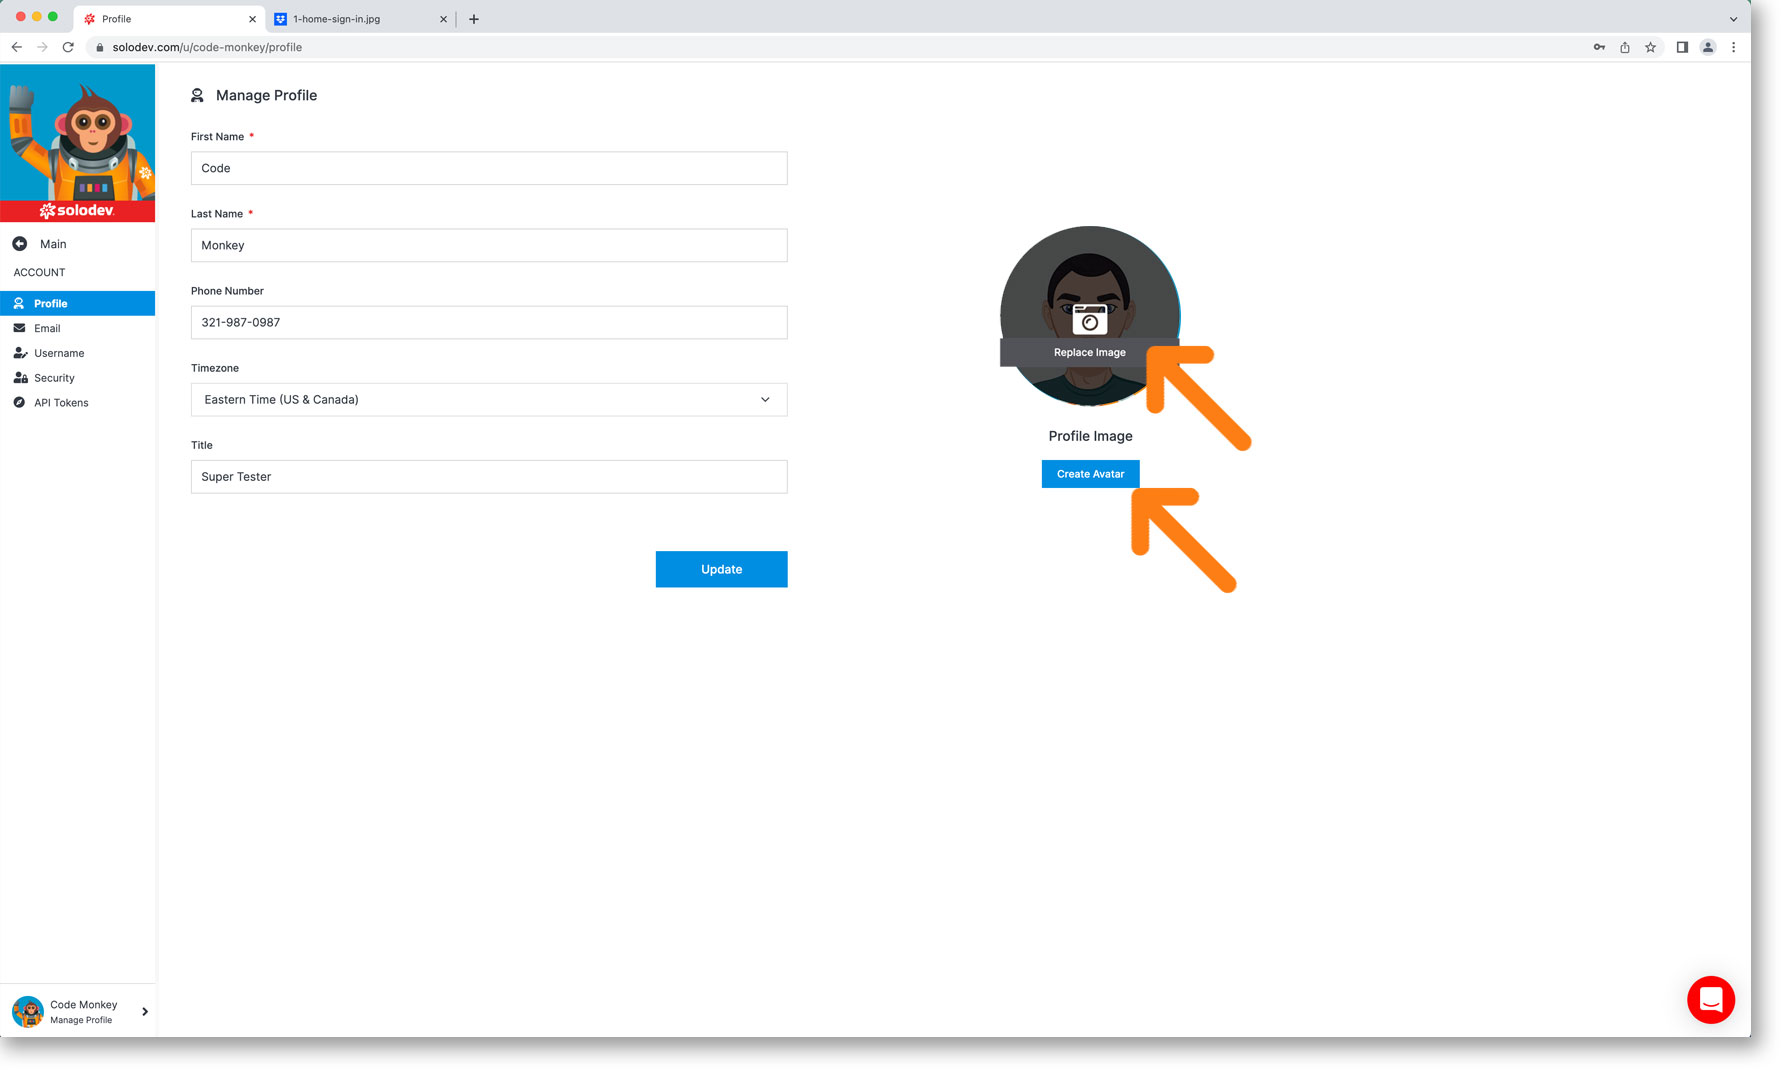 Profile
1-home-sign-in.jpg
solodev.com/u/code-monkey/profile
solodev
Main
ACCOUNT
Profile
Email
Username
Security
API Tokens
Code Monkey
Manage Profile
Manage Profile
First Name *
Code
Last Name *
Monkey
Phone Number
321-987-0987
Timezone
Eastern Time (US & Canada)
Title
Super Tester
Update
Replace Image
Profile Image
Create Avatar